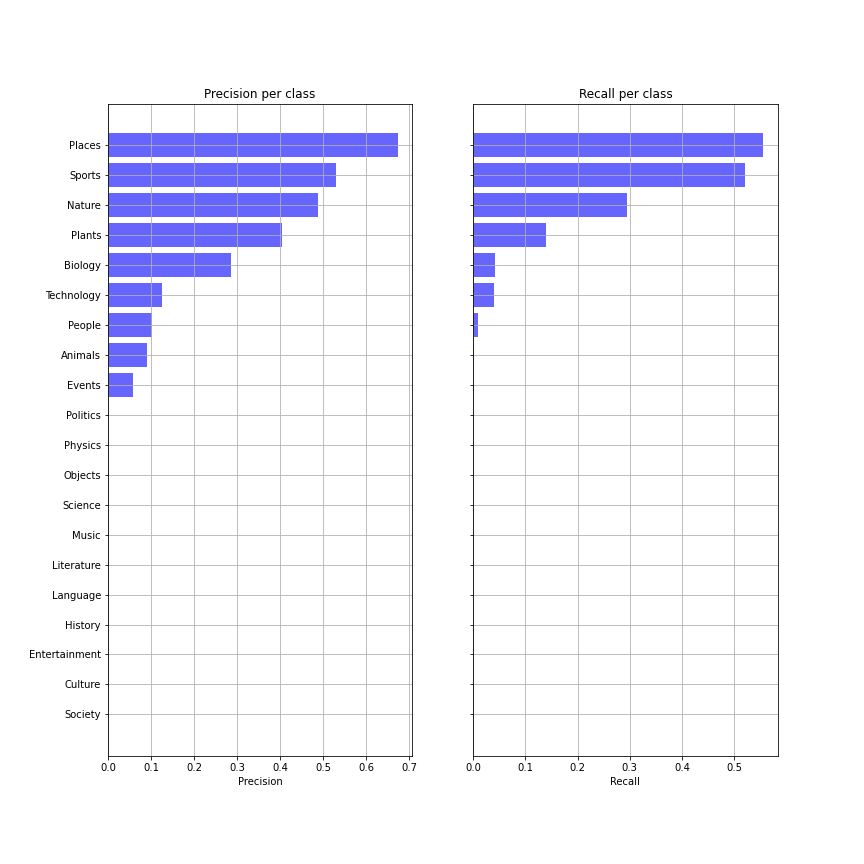 Precision per class
Places
Sports
Nature
Plants
Biology
Technology
People
Animals
Events
Politics
Physics
Objects
Science
Music
Literature
Language
History
Entertainment
Culture
Society
0.0 0.1 0.2 0.3 0.4 0.5 0.6 0.7
Precision
Recall per class
0.0 0.1 0.2 0.3 0.4 0.5
Recall